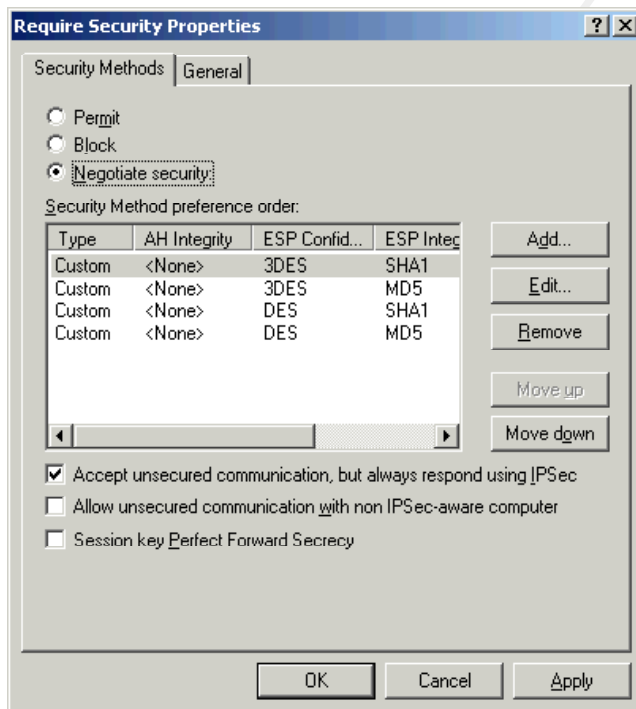 Require Security Properties
Security Methods
General
Permit
Block
Negotiate security:
Security Method preference order:
Type AH Integrity ESP Confid... ESP Integ
Custom <None> 3DES SHA1
Custom <None> 3DES MD5
Custom <None> DES SHA1
Custom <None> DES MD5
Add...
Edit...
Remove
Move up
Move down
Accept unsecured communication, but always respond using IPSec
Allow unsecured communication with non IPSec-aware computer
Session key Perfect Forward Secrecy
OK Cancel Apply